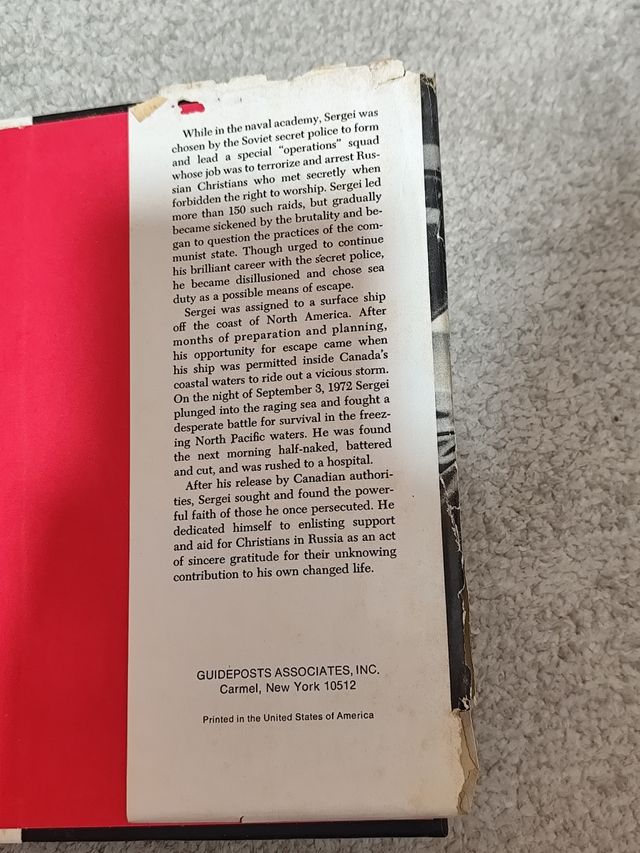 While in the naval academy, Sergei was
chosen by the Soviet secret police to form
and lead a special “operations” squad
whose job was to terrorize and arrest Rus-
sian Christians who met secretly when
forbidden the right to worship. Sergei led
more than 150 such raids, but gradually
became sickened by the brutality and be-
gan to question the practices of the com-
munist state. Though urged to continue
his brilliant career with the secret police,
he became disillusioned and chose sea
duty as a possible means of escape.
Sergei was assigned to a surface ship
off the coast of North America. After
months of preparation and planning,
his opportunity for escape came when
his ship was permitted inside Canada's
coastal waters to ride out a vicious storm.
On the night of September 3, 1972 Sergei
plunged into the raging sea and fought a
desperate battle for survival in the freez-
ing North Pacific waters. He was found
the next morning half-naked, battered
and cut, and was rushed to a hospital.
After his release by Canadian authori-
ties, Sergei sought and found the power-
ful faith of those he once persecuted. He
dedicated himself to enlisting support
and aid for Christians in Russia as an act
of sincere gratitude for their unknowing
contribution to his own changed life.
GUIDEPOSTS ASSOCIATES, INC.
Carmel, New York 10512
Printed in the United States of America